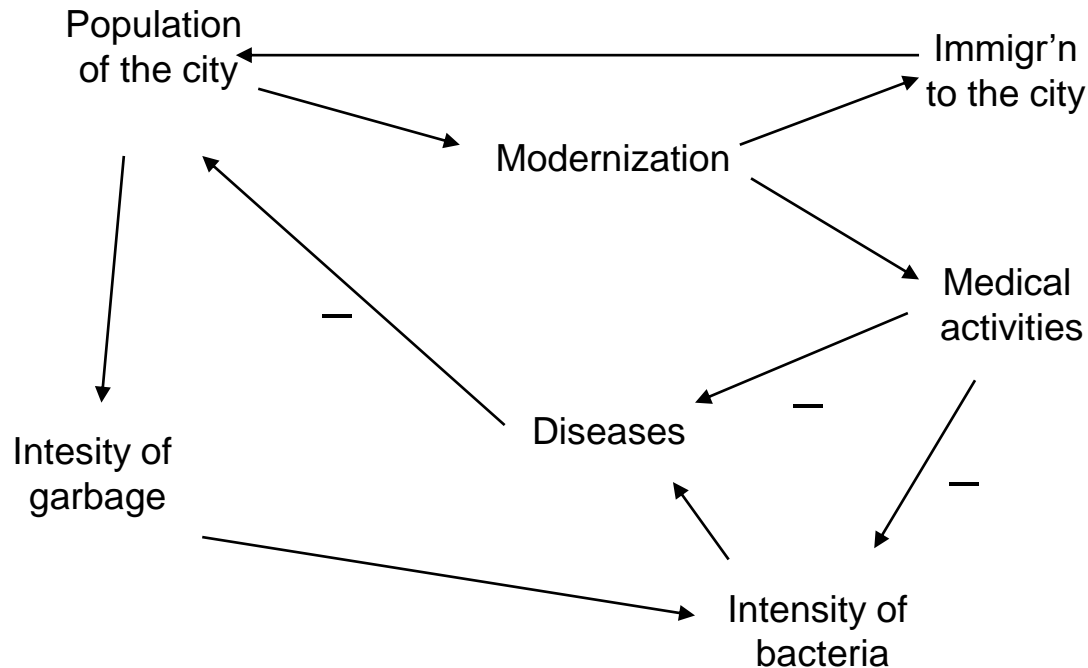 Population
of the city
Immigr’n
to the city
Modernization
Medical
activities
–
–
Diseases
Intesity of
garbage
–
Intensity of
bacteria